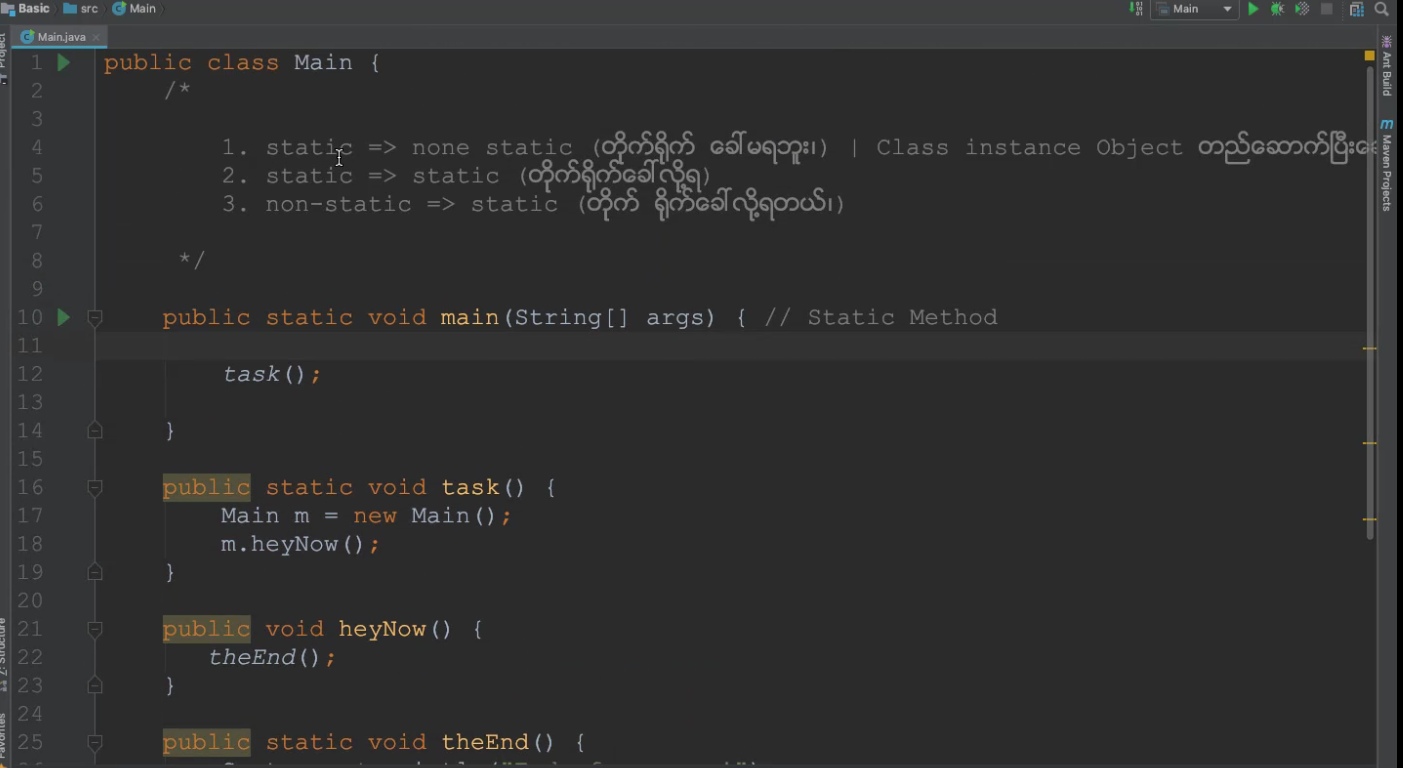 Basic src Main Main
Main.java
Project
Ant Build
Maven Projects
1 public class Main {
2 /*
3
4 1. static => none static (တိုက်ရိုက် ခေါ်မရဘူး၊) | Class instance Object တည်ဆောက်ပြီး
5 2. static => static (တိုက်ရိုက်ခေါ်လို့ရ)
6 3. non-static => static (တိုက် ရိုက်ခေါ်လို့ရတယ်၊)
7
8 */
9
10 public static void main(String[] args) { // Static Method
11
12 task();
13
14 }
15
16 public static void task() {
17 Main m = new Main();
18 m.heyNow();
19 }
20
21 public void heyNow() {
22 theEnd();
23 }
24
25 public static void theEnd() {
Z: Structure
Favorites